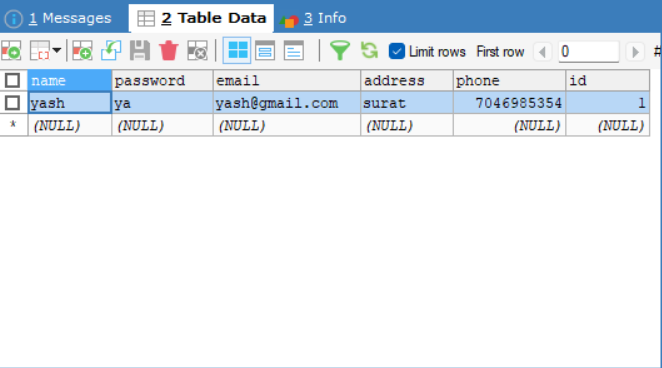 1 Messages 2 Table Data 3 Info
Limit rows First row 0 #
name password email address phone id
yash ya yash@gmail.com surat 7046985354 1
* (NULL) (NULL) (NULL) (NULL) (NULL) (NULL)